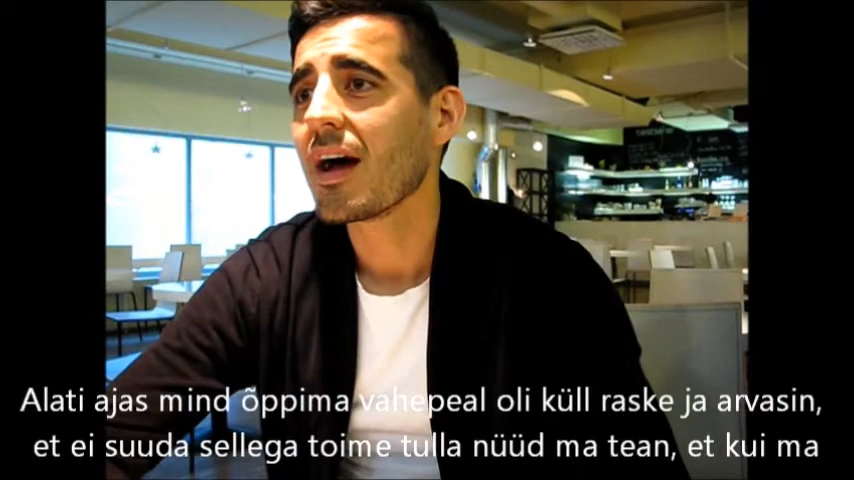 Alati ajas mind õppima vahepeal oli küll raske ja arvasin,
et ei suuda sellega toime tulla nüüd ma tean, et kui ma